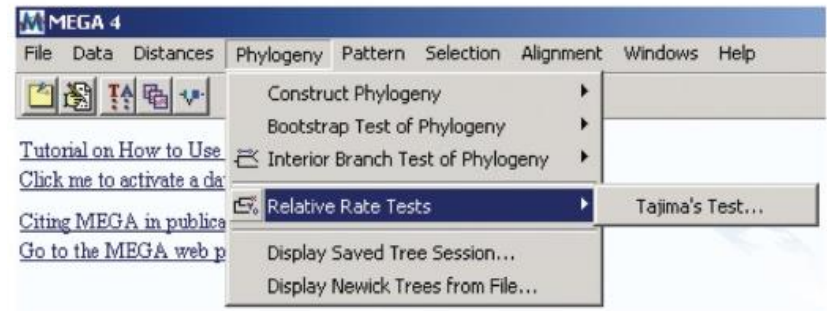 MEGA 4
File Data Distances Phylogeny Pattern Selection Alignment Windows Help
Construct Phylogeny
Bootstrap Test of Phylogeny
Tutorial on How to Use
Interior Branch Test of Phylogeny
Click me to activate a
Relative Rate Tests Tajima's Test...
Citing MEGA in
Go to the MEGA web
Display Saved Tree Session...
Display Newick Trees from File...